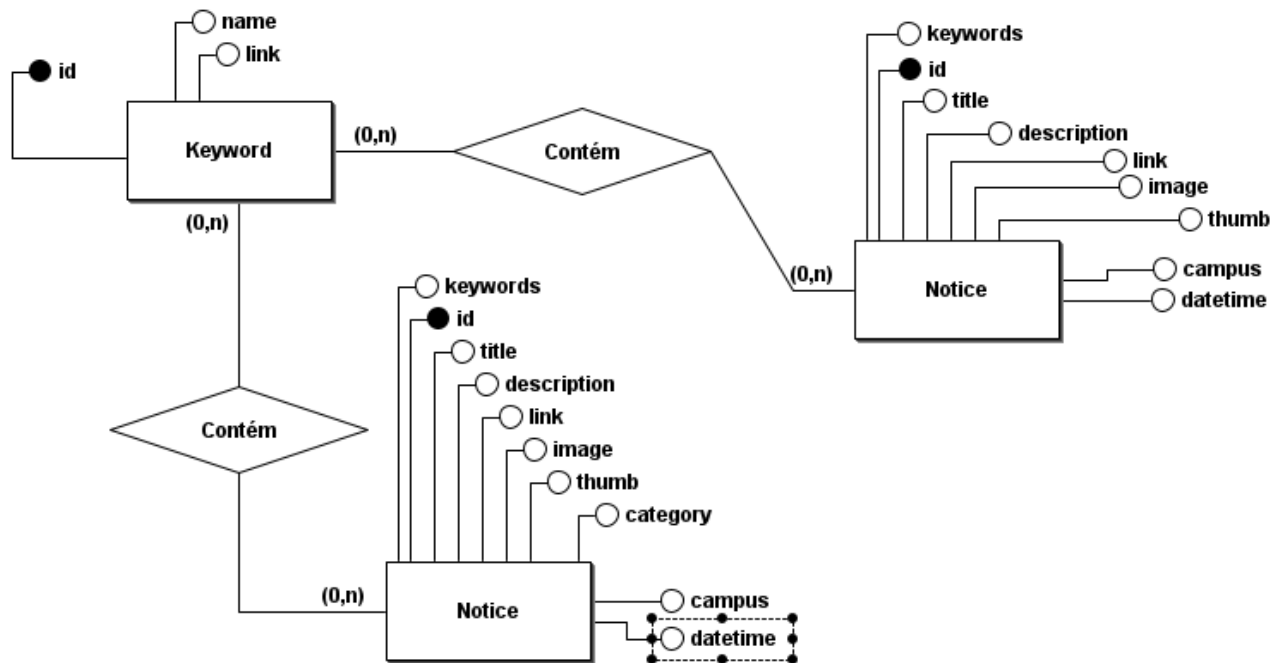 name
link
id
Keyword
(0,n)
Contém
(0,n)
keywords
id
title
description
link
image
thumb
Notice
campus
datetime
(0,n)
Contém
(0,n)
keywords
id
title
description
link
image
thumb
category
Notice
campus
datetime